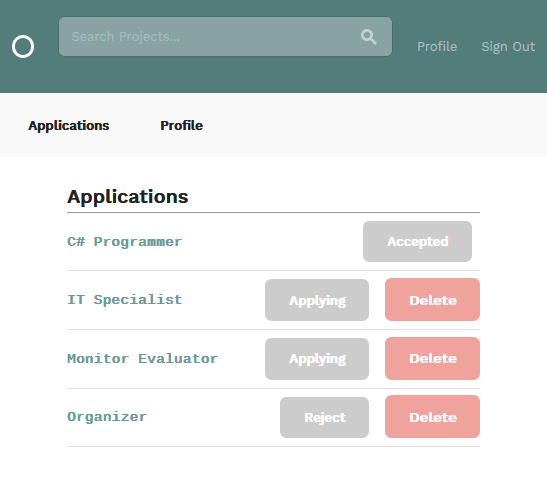 Search Projects...
Profile Sign Out
Applications Profile
Applications
C# Programmer Accepted
IT Specialist Applying Delete
Monitor Evaluator Applying Delete
Organizer Reject Delete